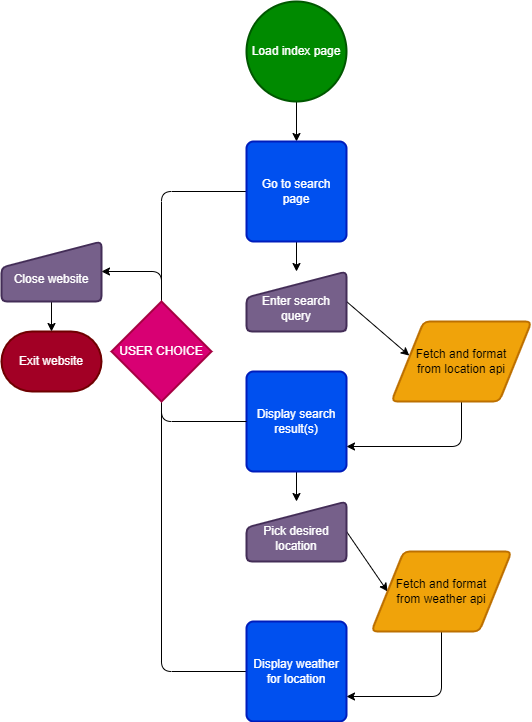 Load index page
Go to search
page
Close website
Enter search
query
Exit website
USER CHOICE
Fetch and format
from location api
Display search
result(s)
Pick desired
location
Fetch and format
from weather api
Display weather
for location